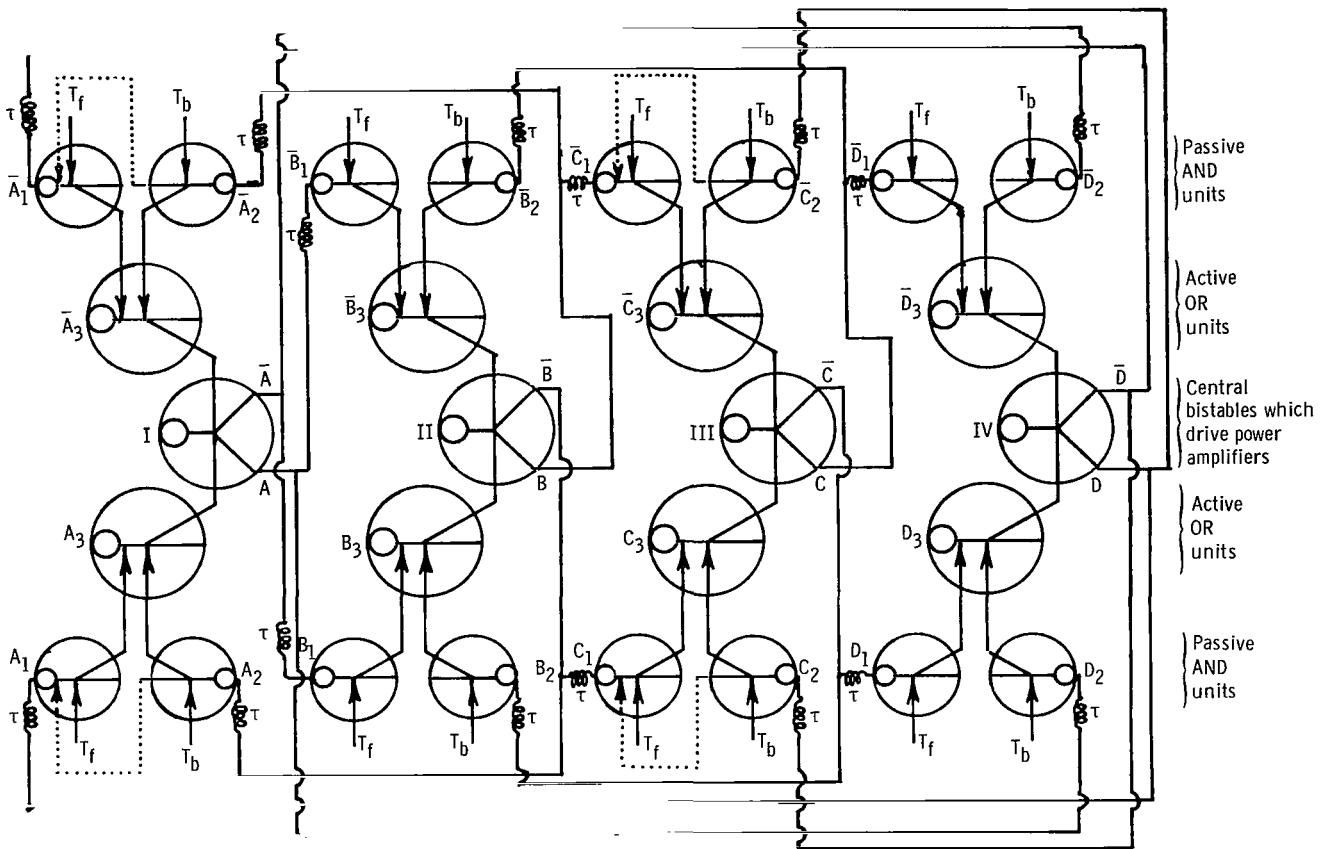 τ T_f T_b τ T_f T_b τ T_f T_b τ T_f T_b τ
A̅_1 A̅_2 B̅_1 B̅_2 C̅_1 τ C̅_2 D̅_1 τ D̅_2
τ
Passive
AND
units
A̅_3 B̅_3 C̅_3 D̅_3
Active
OR
units
A̅ B̅ C̅ D̅
I II III IV
A B C D
Central
bistables which
drive power
amplifiers
A_3 B_3 C_3 D_3
Active
OR
units
τ
A_1 A_2 B_1 B_2 C_1 τ C_2 D_1 τ D_2
τ τ τ τ τ
T_f T_b T_f T_b T_f T_b T_f T_b
Passive
AND
units